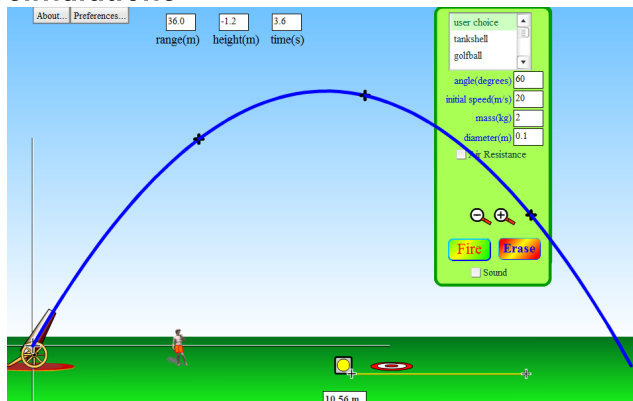 About... Preferences...
36.0 -1.2 3.6
range(m) height(m) time(s)
user choice
tankshell
golfball
angle(degrees) 60
initial speed(m/s) 20
mass(kg) 2
diameter(m) 0.1
Air Resistance
Fire Erase
Sound
10.56 m